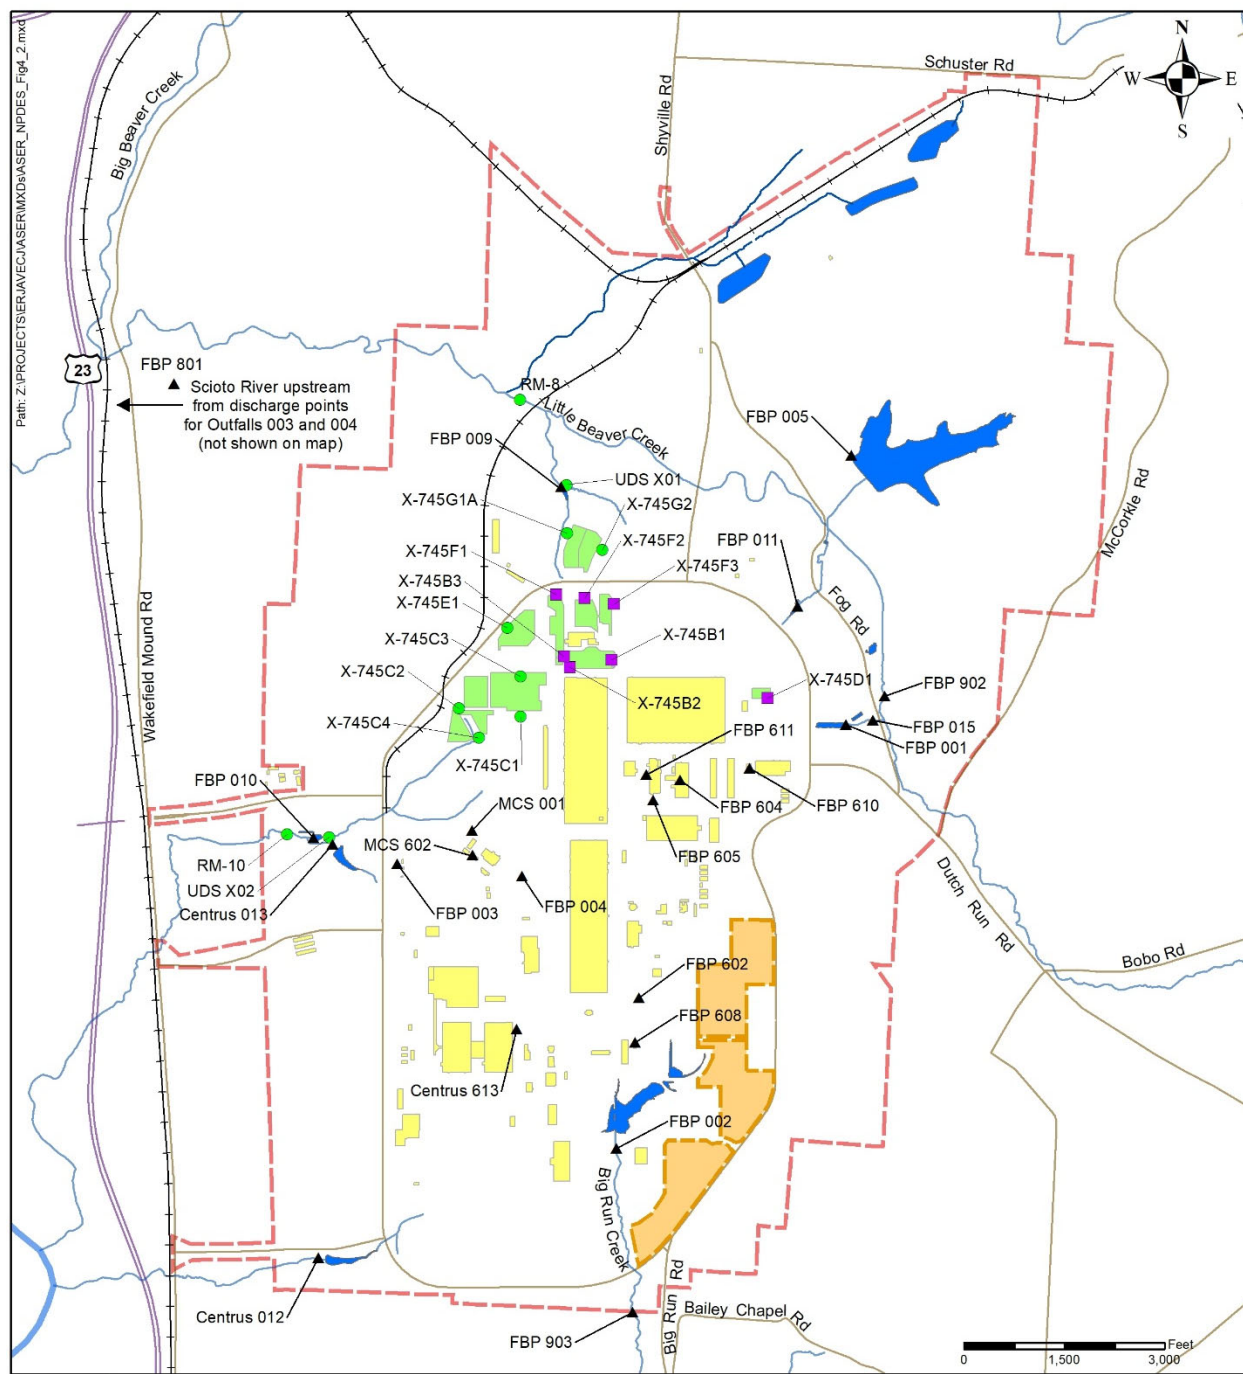 Path: Z:\PROJECTS\ERJAVECJ\ASER\MXDs\ASER_NPDES_Fig4_2.mxd
N
W
E
S
Schuster Rd
Shyville Rd
Big Beaver Creek
23
FBP 801
Scioto River upstream
from discharge points
for Outfalls 003 and 004
(not shown on map)
RM-8
Little Beaver Creek
FBP 005
FBP 009
UDS X01
X-745G1A
X-745G2
X-745F2
X-745F1
X-745F3
FBP 011
McCorkle Rd
X-745B3
X-745E1
Fog Rd
Wakefield Mound Rd
X-745C3
X-745B1
X-745C2
X-745D1
FBP 902
X-745B2
X-745C4
FBP 015
FBP 611
FBP 001
X-745C1
FBP 010
MCS 001
FBP 604
FBP 610
MCS 602
FBP 605
RM-10
UDS X02
Centrus 013
FBP 003
FBP 004
Dutch Run Rd
Bobo Rd
FBP 602
FBP 608
Centrus 613
FBP 002
Big Run Creek
Big Run Rd
Centrus 012
Bailey Chapel Rd
FBP 903
Feet
0
1,500
3,000